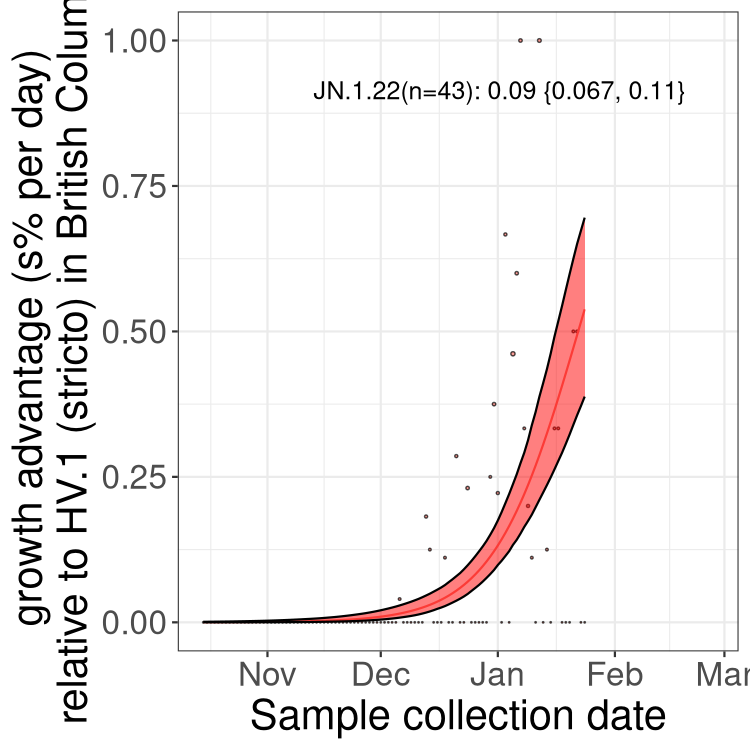 growth advantage (s% per day)
relative to HV.1 (stricto) in British Colum
1.00
0.75
0.50
0.25
0.00
JN.1.22(n=43): 0.09 {0.067, 0.11}
Nov Dec Jan Feb Mar
Sample collection date